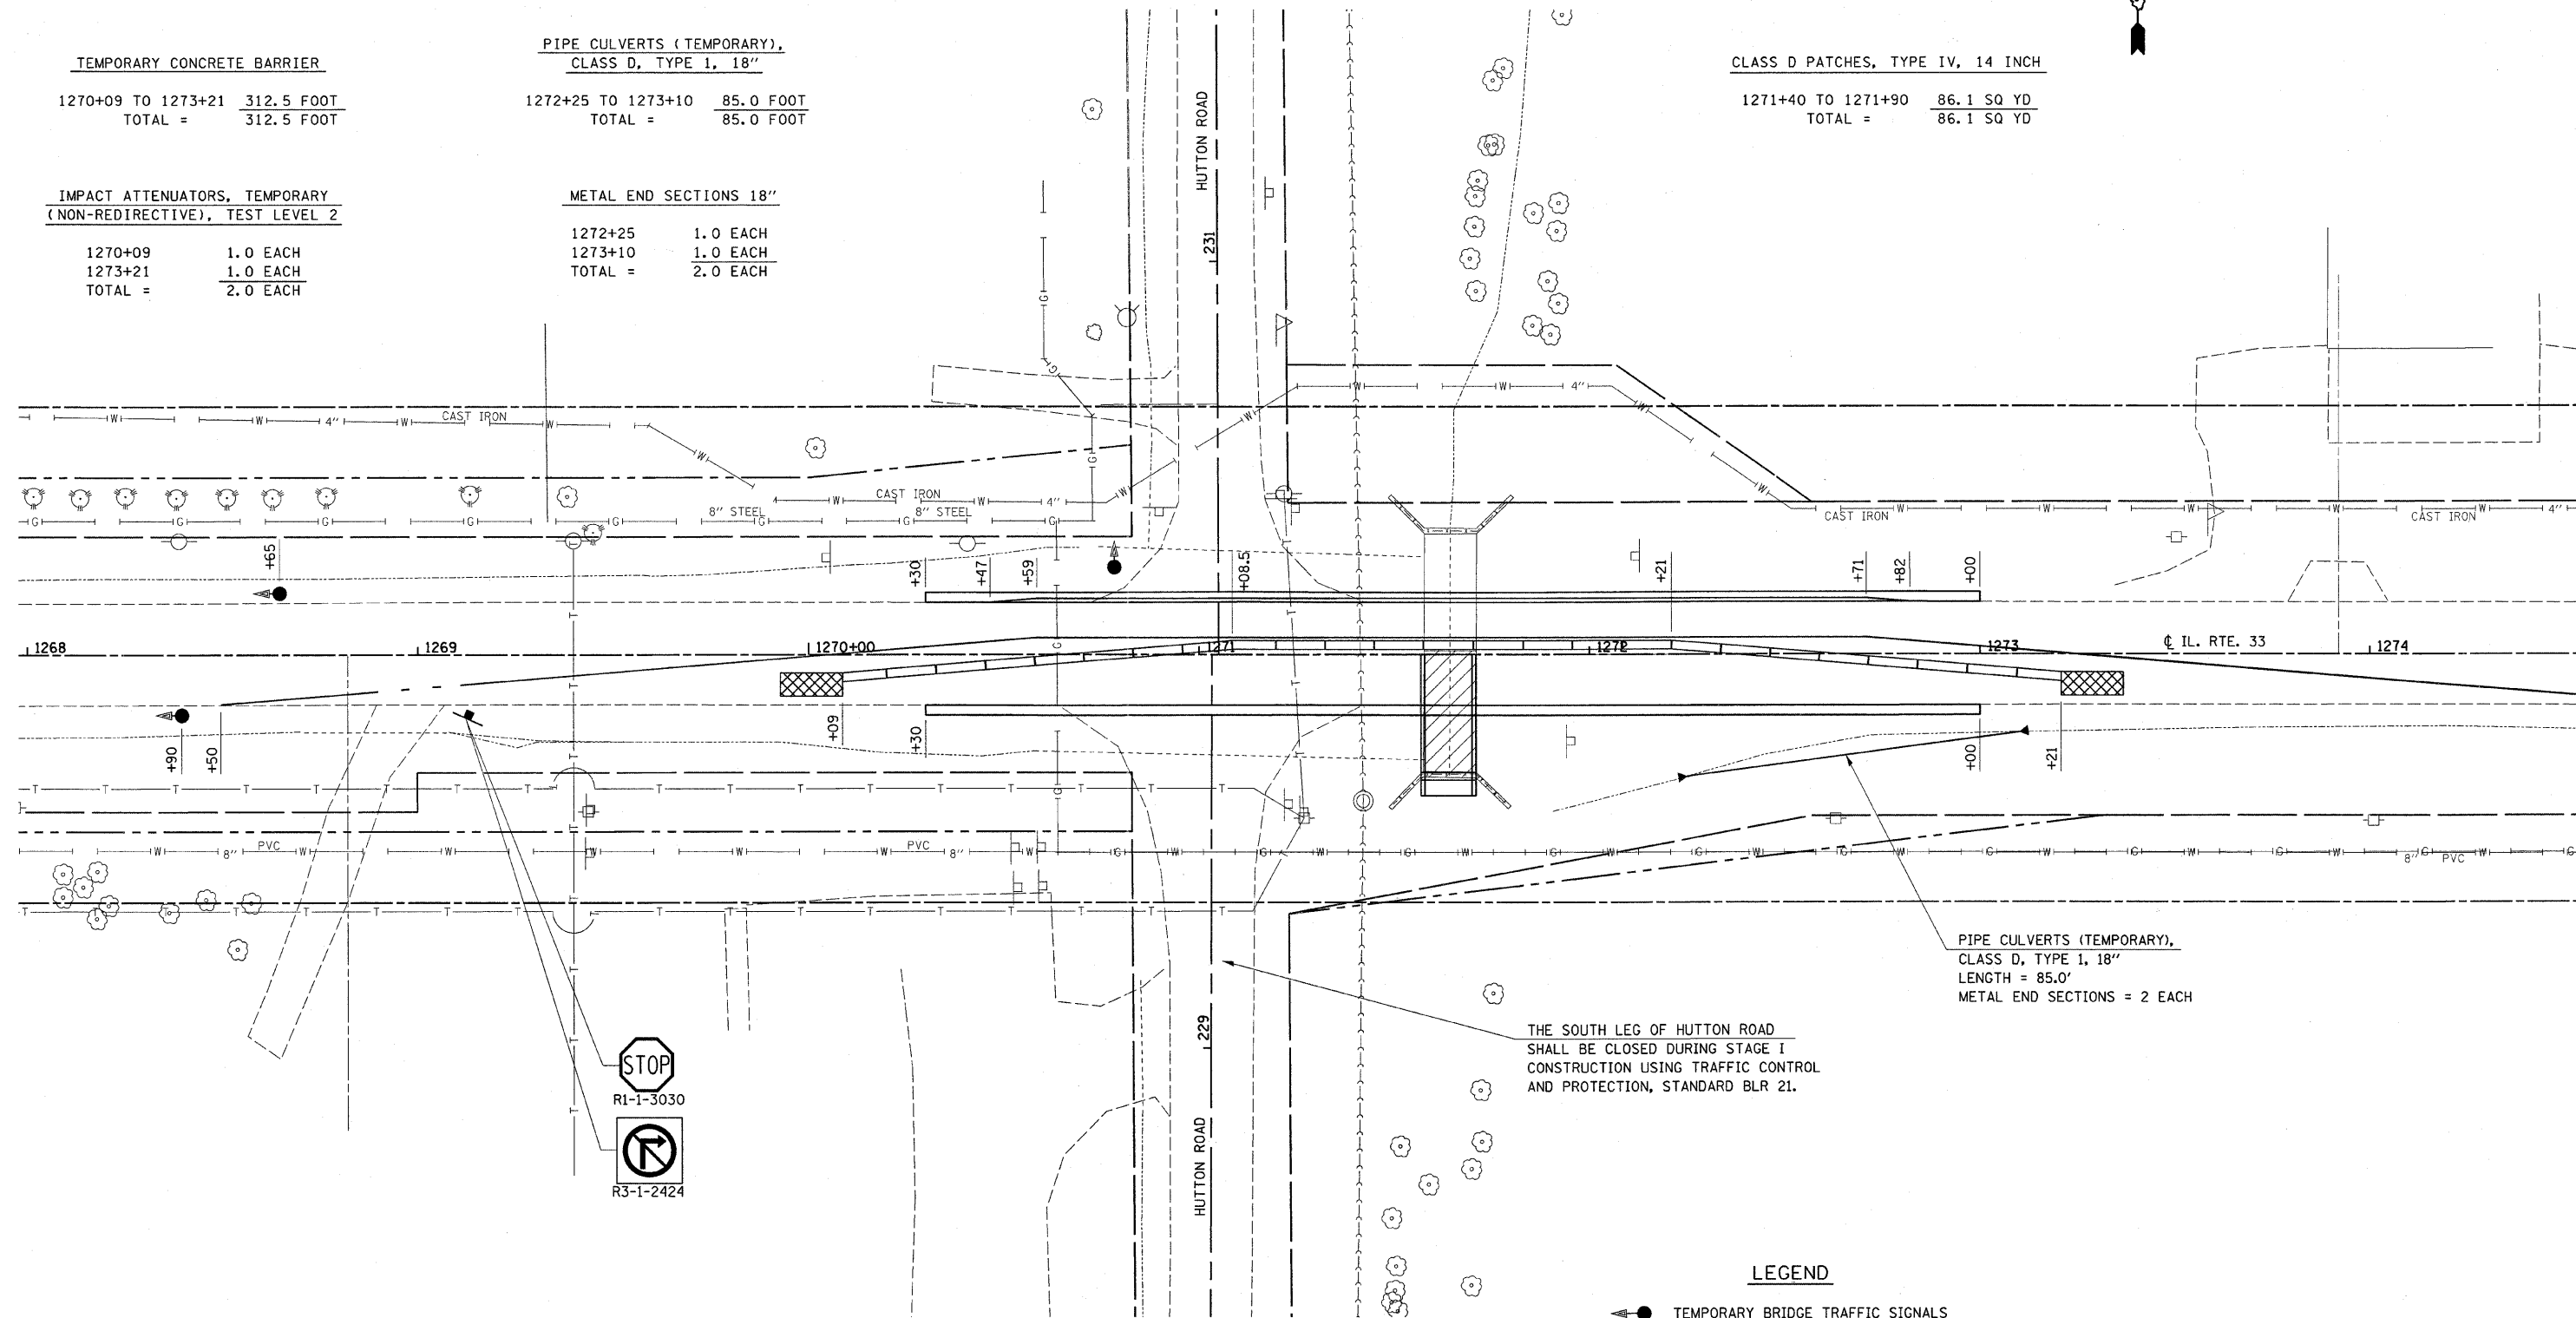 TEMPORARY CONCRETE BARRIER
1270+09 TO 1273+21 312.5 FOOT
TOTAL = 312.5 FOOT
PIPE CULVERTS (TEMPORARY),
CLASS D, TYPE 1, 18"
1272+25 TO 1273+10 85.0 FOOT
TOTAL = 85.0 FOOT
CLASS D PATCHES, TYPE IV, 14 INCH
1271+40 TO 1271+90 86.1 SQ YD
TOTAL = 86.1 SQ YD
IMPACT ATTENUATORS, TEMPORARY
(NON-REDIRECTIVE), TEST LEVEL 2
1270+09 1.0 EACH
1273+21 1.0 EACH
TOTAL = 2.0 EACH
METAL END SECTIONS 18"
1272+25 1.0 EACH
1273+10 1.0 EACH
TOTAL = 2.0 EACH
HUTTON ROAD
231
G
G
W
W
4"
W
CAST IRON
W
W
W
W
4"
W
W
G
W
CAST IRON
W
W
4"
W
8" STEEL
8" STEEL
G
G
G
G
G
G
G
G
W
CAST IRON
W
W
W
W
CAST IRON
W
4"
+65
+30
+47
+59
+08.5
+21
+71
+82
+00
1268
1269
1270+00
1271
1272
1273
℄ IL. RTE. 33
1274
+90
+50
+09
+30
+00
+21
T T T T T T T T T T T T T T T T
W
8"
PVC
W
W
W
W
W
PVC
8"
W
G
W
G
W
G
W
G
W
G
W
G
W
G
W
G
W
8"
G
PVC
W
G
T T T T T T T T T T T T T T T T
PIPE CULVERTS (TEMPORARY),
CLASS D, TYPE 1, 18"
LENGTH = 85.0'
METAL END SECTIONS = 2 EACH
229
THE SOUTH LEG OF HUTTON ROAD
SHALL BE CLOSED DURING STAGE I
CONSTRUCTION USING TRAFFIC CONTROL
AND PROTECTION, STANDARD BLR 21.
STOP
R1-1-3030
R3-1-2424
HUTTON ROAD
LEGEND
TEMPORARY BRIDGE TRAFFIC SIGNALS